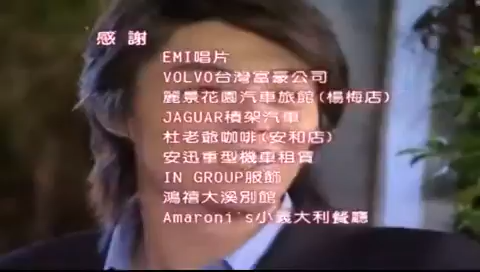 感謝
EMI唱片
VOLVO台灣富豪公司
麗景花園汽車旅館(楊梅店)
JAGUAR積架汽車
杜老爺咖啡(安和店)
安迅重型機車租賃
IN GROUP服飾
鴻禧大溪別館
Amaroni's小義大利餐廳